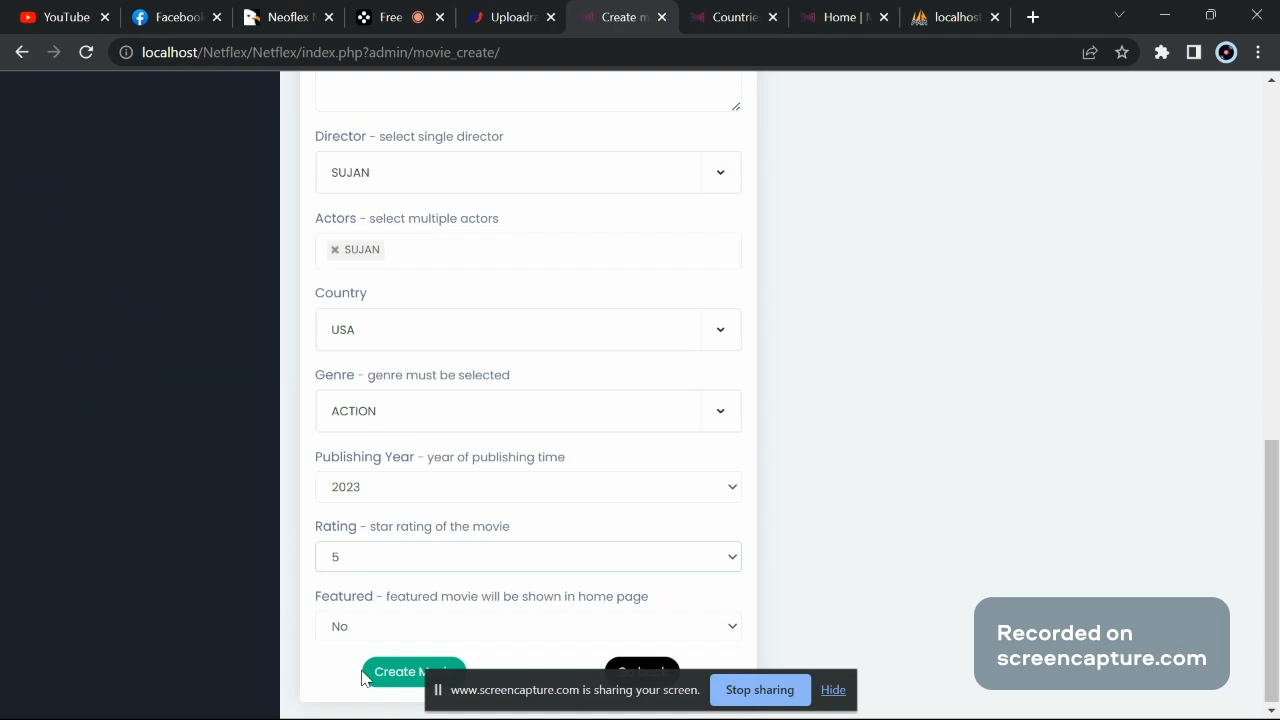 YouTube
Facebook
Neoflex M
Free
Uploadra
Create m
Countrie
Home | M
localhost
localhost/Netflex/Netflex/index.php?admin/movie_create/
Director - select single director
SUJAN
Actors - select multiple actors
✖ SUJAN
Country
USA
Genre - genre must be selected
ACTION
Publishing Year - year of publishing time
2023
Rating - star rating of the movie
5
Featured - featured movie will be shown in home page
No
Create
www.screencapture.com is sharing your screen.
Stop sharing
Hide
Recorded on
screencapture.com